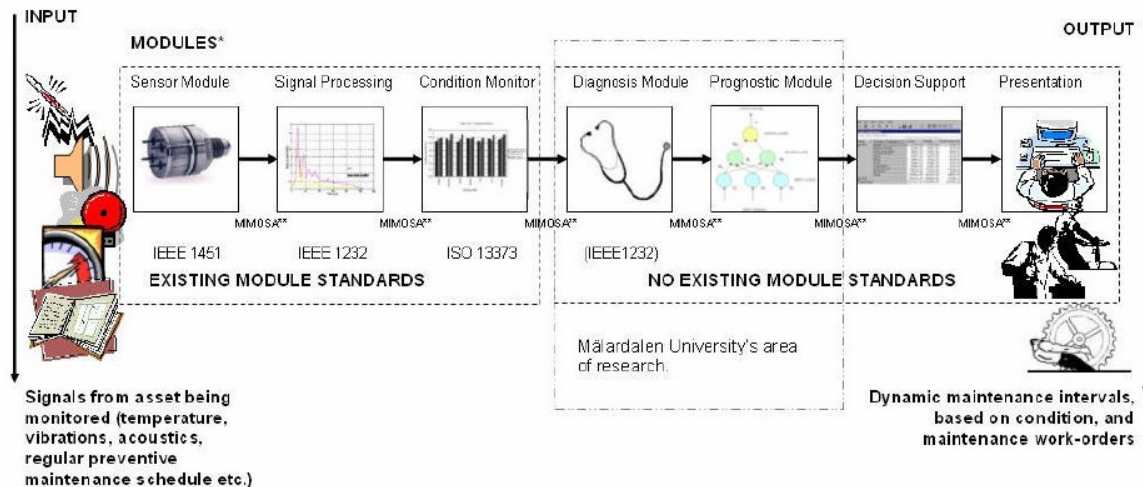 INPUT
OUTPUT
MODULES*
Sensor Module
Signal Processing
Condition Monitor
Diagnosis Module
Prognostic Module
Decision Support
Presentation
MIMOSA** MIMOSA** MIMOSA** MIMOSA** MIMOSA** MIMOSA**
IEEE 1451
IEEE 1232
ISO 13373
(IEEE1232)
EXISTING MODULE STANDARDS
NO EXISTING MODULE STANDARDS
Mälardalen University's area
of research.
Signals from asset being
monitored (temperature,
vibrations, acoustics,
regular preventive
maintenance schedule etc.)
Dynamic maintenance intervals,
based on condition, and
maintenance work-orders